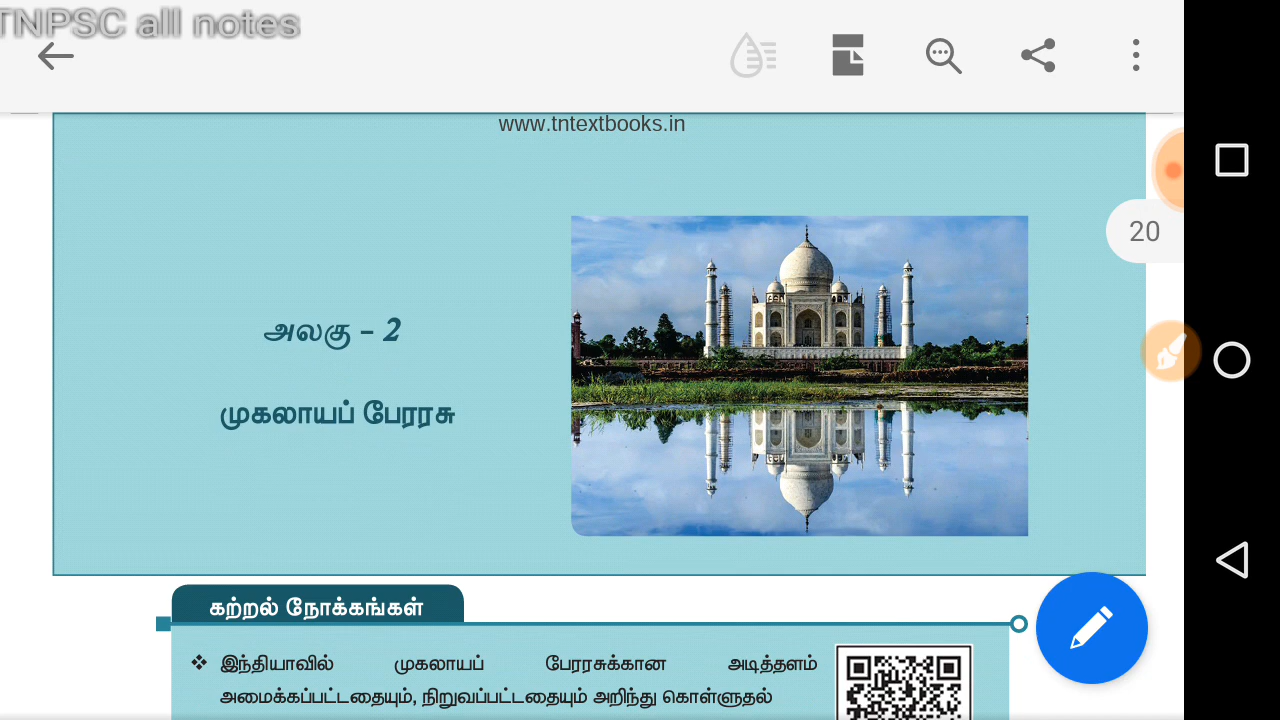 TNPSC all notes
www.tntextbooks.in
20
அலகு – 2
முகலாயப் பேரரசு
கற்றல் நோக்கங்கள்
❖ இந்தியாவில் முகலாயப் பேரரசுக்கான அடித்தளம்
அமைக்கப்பட்டதையும், நிறுவப்பட்டதையும் அறிந்து கொள்ளுதல்